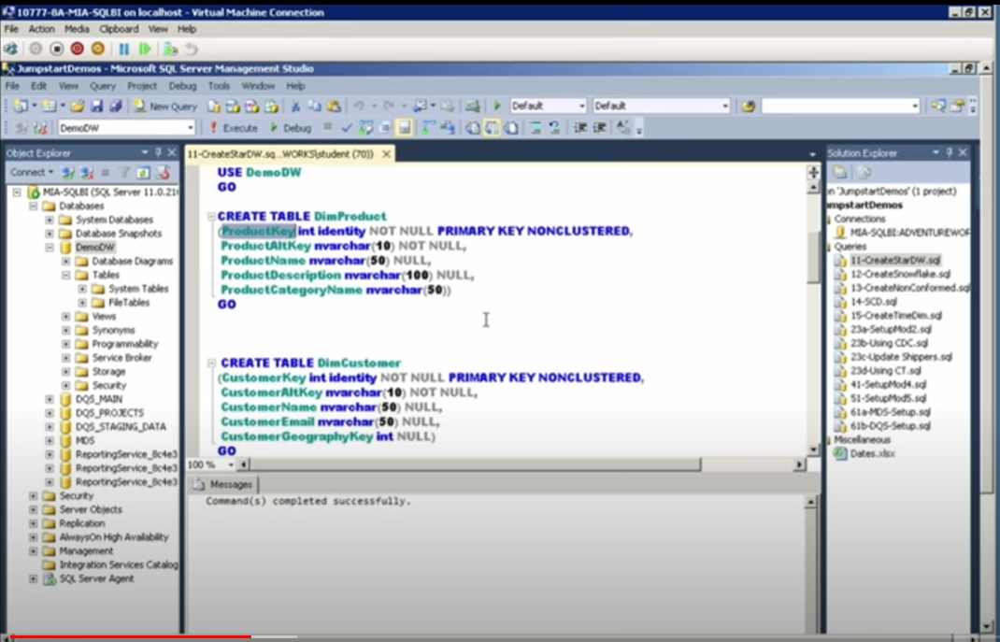 10777-8A-MIA-SQLBI on localhost - Virtual Machine Connection
File Action Media Clipboard View Help
JumpstartDemos - Microsoft SQL Server Management Studio
File Edit View Query Project Debug Tools Window Help
New Query Default Default
DemoDW Execute Debug
Object Explorer
Connect
MIA-SQLBI (SQL Server 11.0.21
Databases
System Databases
Database Snapshots
DemoDW
Database Diagrams
Tables
System Tables
FileTables
Views
Synonyms
Programmability
Service Broker
Storage
Security
DQS_MAIN
DQS_PROJECTS
DQS_STAGING_DATA
MDS
ReportingService_8c4e3
ReportingService_8c4e3
ReportingService_8c4e3
Security
Server Objects
Replication
AlwaysOn High Availability
Management
Integration Services Catalog
SQL Server Agent
11-CreateStarDW.sq...WORKS\student (70))
USE DemoDW
GO
CREATE TABLE DimProduct
(ProductKey int identity NOT NULL PRIMARY KEY NONCLUSTERED,
ProductAltKey nvarchar(10) NOT NULL,
ProductName nvarchar(50) NULL,
ProductDescription nvarchar(100) NULL,
ProductCategoryName nvarchar(50))
GO
CREATE TABLE DimCustomer
(CustomerKey int identity NOT NULL PRIMARY KEY NONCLUSTERED,
CustomerAltKey nvarchar(10) NOT NULL,
CustomerName nvarchar(50) NULL,
CustomerEmail nvarchar(50) NULL,
CustomerGeographyKey int NULL)
GO
100 %
Messages
Command(s) completed successfully.
Solution Explorer
n 'JumpstartDemos' (1 project)
mpstartDemos
Connections
MIA-SQLBI:ADVENTUREWOR
Queries
11-CreateStarDW.sql
12-CreateSnowflake.sql
13-CreateNonConformed.sql
14-SCD.sql
15-CreateTimeDim.sql
23a-SetupMod2.sql
23b-Using CDC.sql
23c-Update Shippers.sql
23d-Using CT.sql
41-SetupMod4.sql
51-SetupMod5.sql
61a-MDS-Setup.sql
61b-DQS-Setup.sql
Miscellaneous
Dates.xlsx